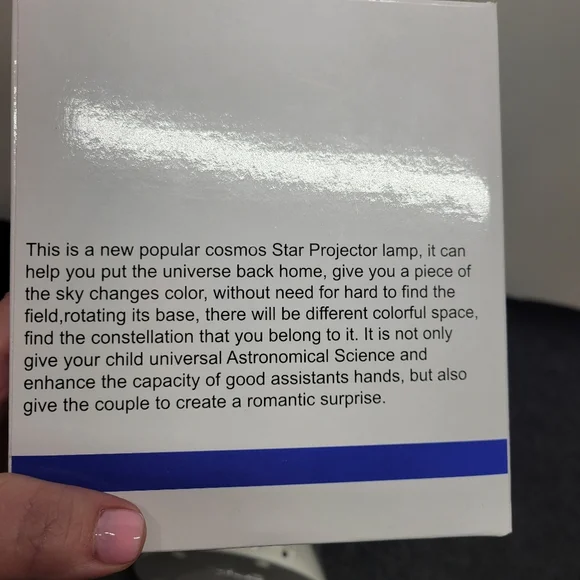 This is a new popular cosmos Star Projector lamp, it can
help you put the universe back home, give you a piece of
the sky changes color, without need for hard to find the
field,rotating its base, there will be different colorful space,
find the constellation that you belong to it. It is not only
give your child universal Astronomical Science and
enhance the capacity of good assistants hands, but also
give the couple to create a romantic surprise.